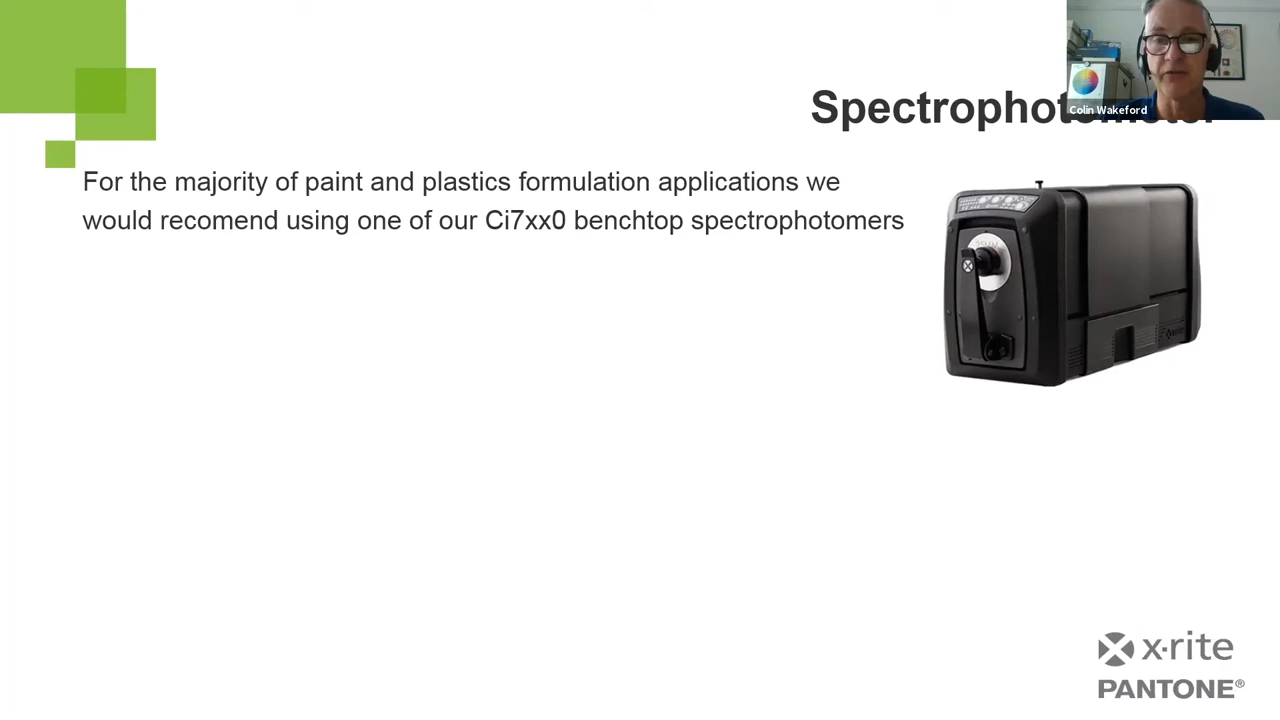 Colin Wakeford
For the majority of paint and plastics formulation applications we
would recomend using one of our Ci7xx0 benchtop spectrophotomers
x·rite
PANTONE®